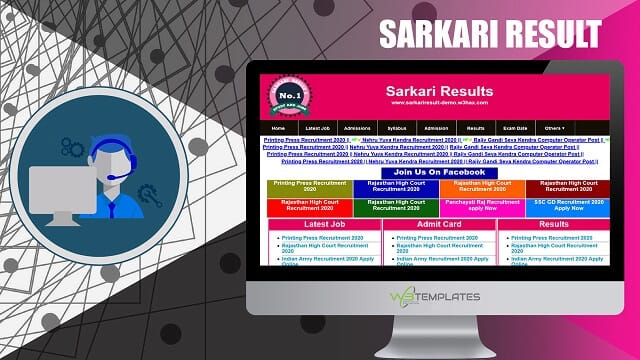 SARKARI RESULT
No.1
Sarkari Results
www.sarkariresult-demo.w3hax.com
Home Latest Job Admissions Syllabus Admission Results Exam Date Others
Printing Press Recruitment 2020 || Nehru Yuva Kendra Recruitment 2020 || Rajiv Gandi Seva Kendra Computer Operator Post ||
Printing Press Recruitment 2020 || Nehru Yuva Kendra Recruitment 2020 || Rajiv Gandi Seva Kendra Computer Operator Post ||
Printing Press Recruitment 2020 || Nehru Yuva Kendra Recruitment 2020 || Rajiv Gandi Seva Kendra Computer Operator Post ||
Printing Press Recruitment 2020 || Nehru Yuva Kendra Recruitment 2020 || Rajiv Gandi Seva Kendra Computer Operator Post ||
Join Us On Facebook
Printing Press Recruitment 2020
Rajasthan High Court Recruitment 2020
Rajasthan High Court Recruitment 2020
Rajasthan High Court Recruitment 2020
Rajasthan High Court Recruitment 2020
Rajasthan High Court Recruitment 2020
Panchayati Raj Recruitment apply Now
SSC GD Recruitment 2020 Apply Now
Latest Job
Printing Press Recruitment 2020
Rajasthan High Court Recruitment 2020
Indian Army Recruitment 2020 Apply Online
Admit Card
Printing Press Recruitment 2020
Rajasthan High Court Recruitment 2020
Indian Army Recruitment 2020 Apply
Results
Printing Press Recruitment 2020
Rajasthan High Court Recruitment 2020
Indian Army Recruitment 2020 Apply
W3TEMPLATES